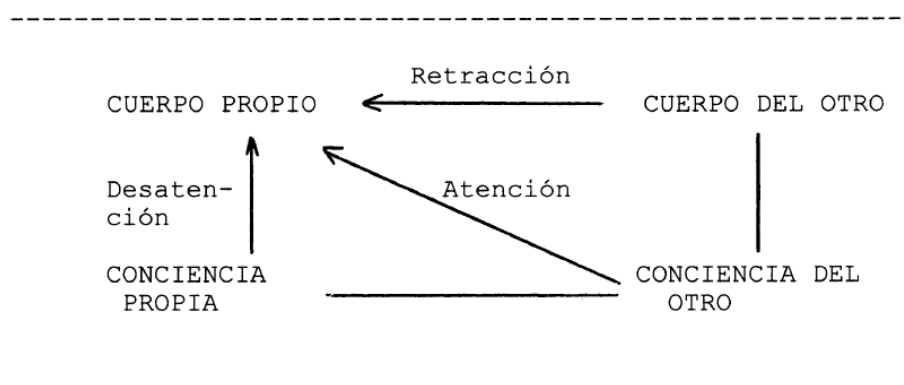 Retracción
CUERPO PROPIO
CUERPO DEL OTRO
Desaten-
ción
Atención
CONCIENCIA
PROPIA
CONCIENCIA DEL
OTRO